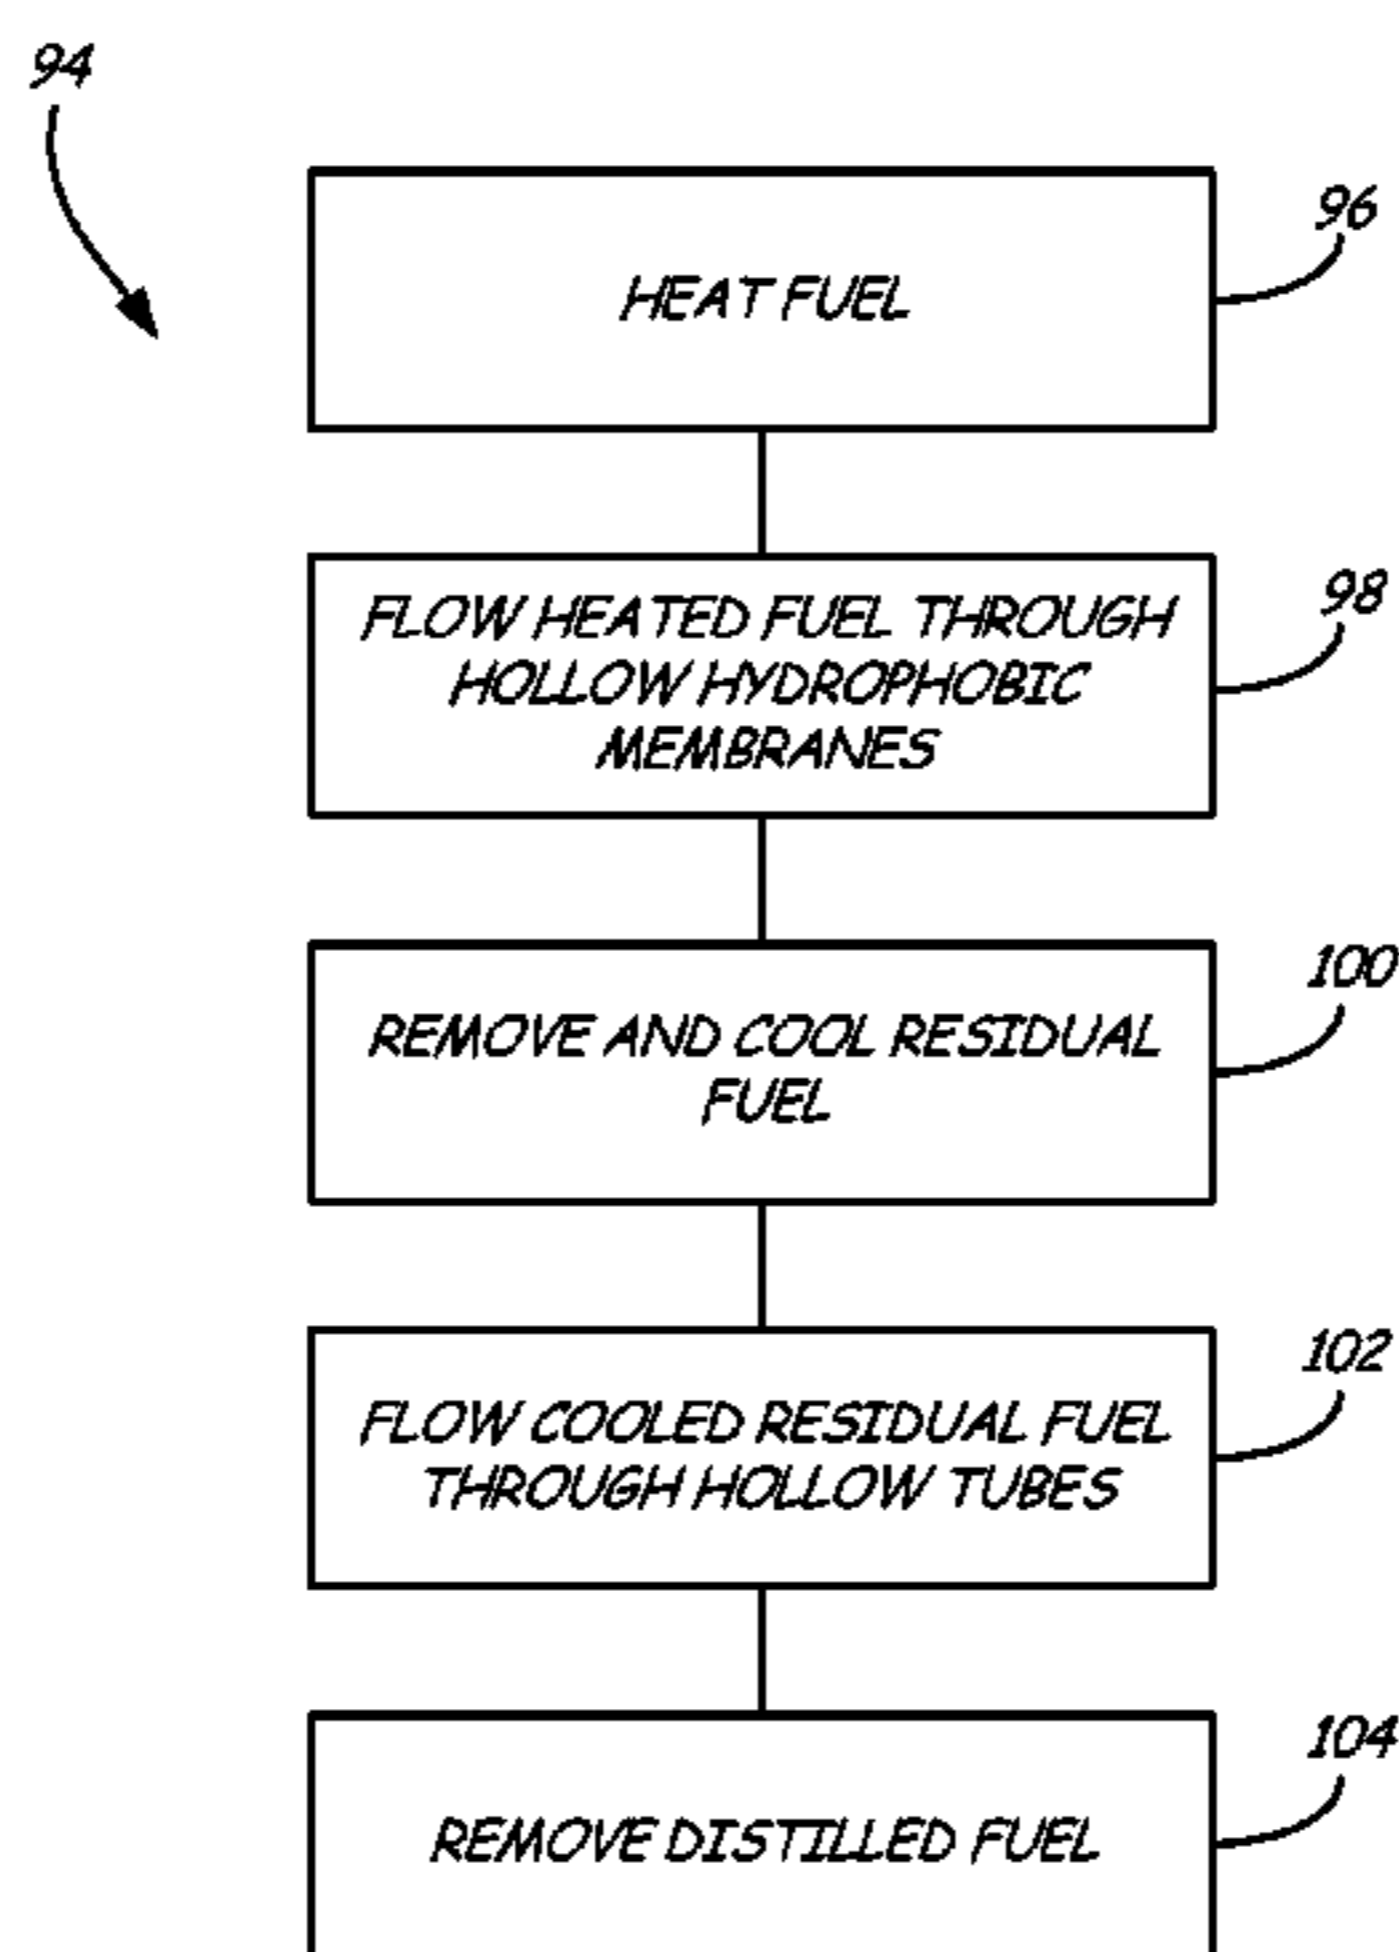 94
96
HEAT FUEL
98
FLOW HEATED FUEL THROUGH
HOLLOW HYDROPHOBIC
MEMBRANES
100
REMOVE AND COOL RESIDUAL
FUEL
102
FLOW COOLED RESIDUAL FUEL
THROUGH HOLLOW TUBES
104
REMOVE DISTILLED FUEL